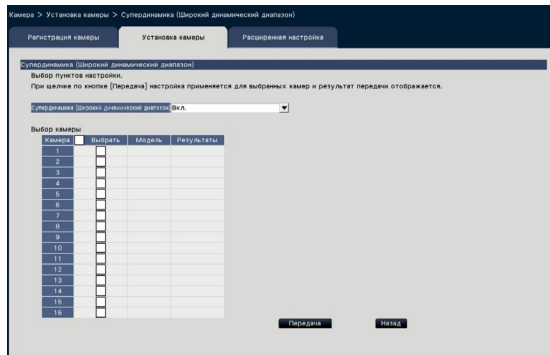 Камера > Установка камеры > Супердинамика (Широкий динамический диапазон)
Регистрация камеры Установка камеры Расширенная настройка
Супердинамика (Широкий динамический диапазон)
Выбор пунктов настройки.
При щелчке по кнопке [Передача] настройка применяется для выбранных камер и результат передачи отображается.
Супердинамика (Широкий динамический диапазон Вкл.
Выбор камеры
Камера Выбрать Модель Результаты
1
2
3
4
5
6
7
8
9
10
11
12
13
14
15
16
Передача Назад